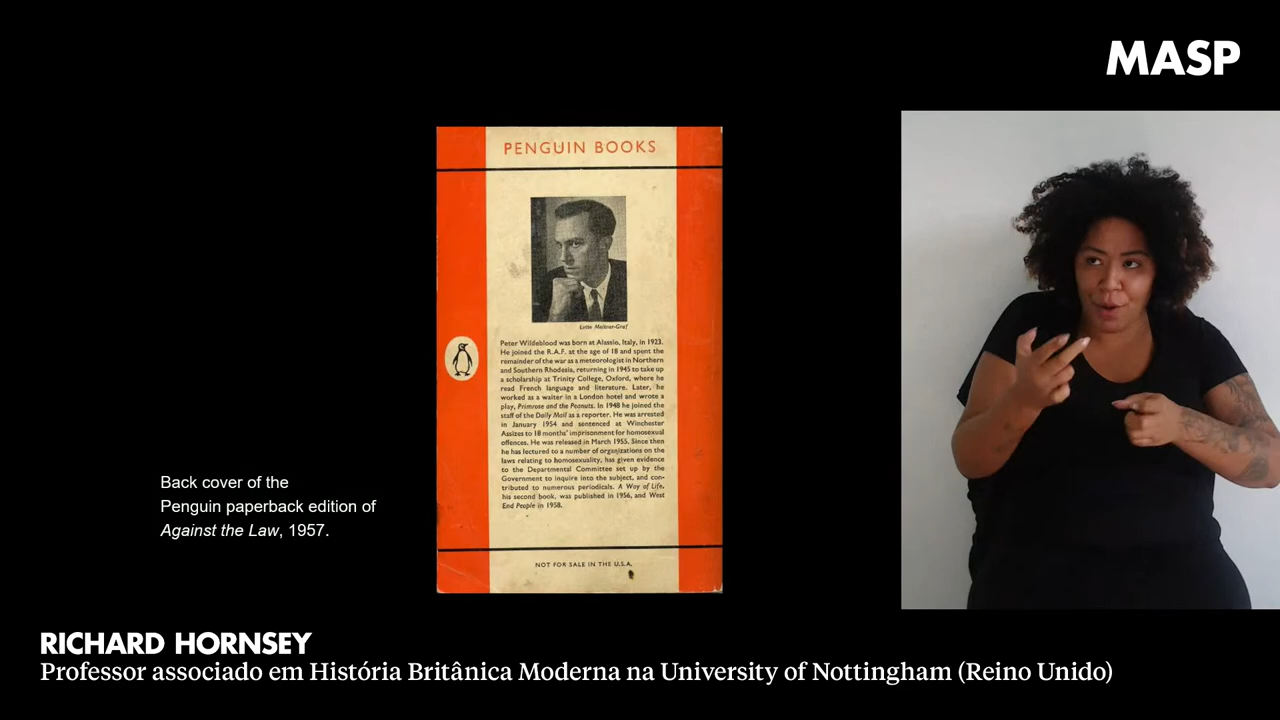 MASP
PENGUIN BOOKS
Lotte Meitner-Graf
Peter Wildeblood was born at Alassio, Italy, in 1923.
He joined the R.A.F. at the age of 18 and spent the
remainder of the war as a meteorologist in Northern
and Southern Rhodesia, returning in 1945 to take up
a scholarship at Trinity College, Oxford, where he
read French language and literature. Later, he
worked as a waiter in a London hotel and wrote a
play, Primrose and the Peanuts. In 1948 he joined the
staff of the Daily Mail as a reporter. He was arrested
in January 1954 and sentenced at Winchester
Assizes to 18 months' imprisonment for homosexual
offences. He was released in March 1955. Since then
he has lectured to a number of organizations on the
laws relating to homosexuality, has given evidence
to the Departmental Committee set up by the
Government to inquire into the subject, and con-
tributed to numerous periodicals. A Way of Life,
his second book, was published in 1956, and West
End People in 1958.
NOT FOR SALE IN THE U.S.A.
Back cover of the
Penguin paperback edition of
Against the Law, 1957.
RICHARD HORNSEY
Professor associado em História Britânica Moderna na University of Nottingham (Reino Unido)